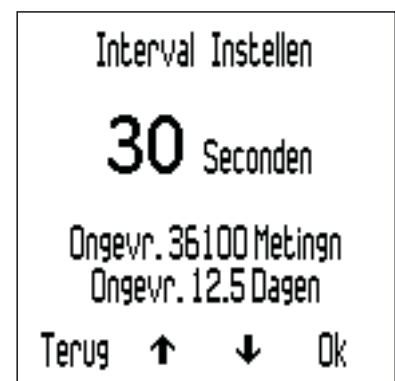 Interval Instellen
30 Seconden
Ongevr. 36100 Metingn
Ongevr. 12.5 Dagen
Terug ↑ ↓ Ok